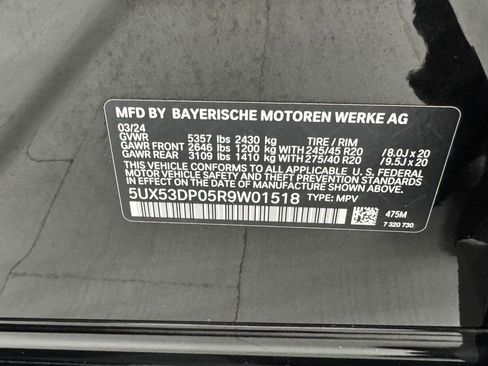 MFD BY BAYERISCHE MOTOREN WERKE AG
03/24
GVWR 5357 lbs 2430 kg TIRE / RIM
GAWR FRONT 2646 lbs 1200 kg 245/45 R20 / 8.0J x 20
GAWR REAR 3109 lbs 1410 kg 275/40 R20 / 9.5J x 20
THIS VEHICLE CONFORMS TO ALL APPLICABLE U.S. FEDERAL
MOTOR VEHICLE SAFETY, BUMPER, AND THEFT PREVENTION
STANDARDS IN EFFECT ON THE DATE OF MANUFACTURE SHOWN ABOVE.
5UX53DP05R9W01518 TYPE: MPV
475M
7 320 730